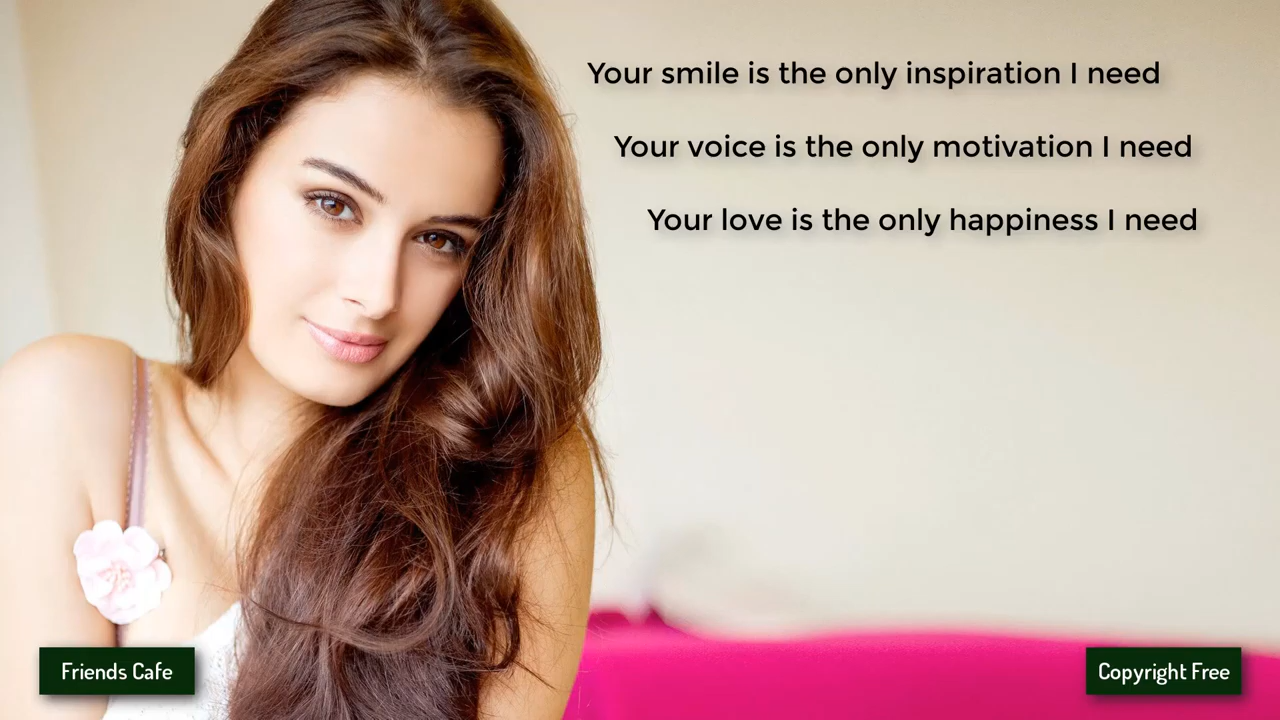 Your smile is the only inspiration I need
Your voice is the only motivation I need
Your love is the only happiness I need
Friends Cafe
Copyright Free